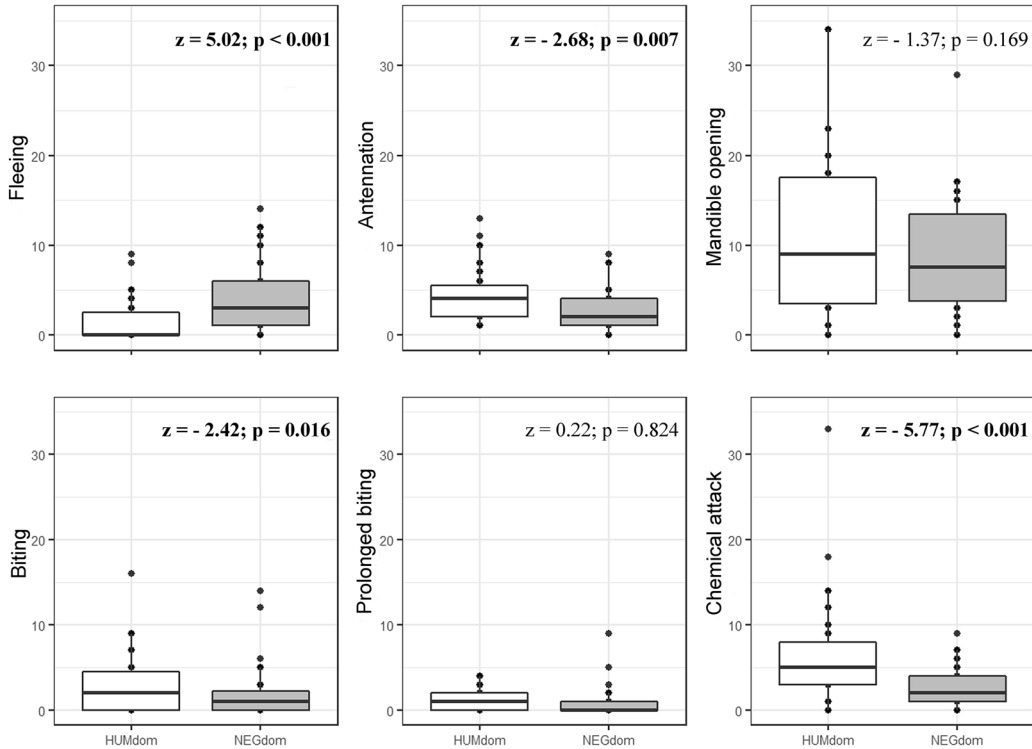 z = 5.02; p < 0.001
z = - 2.68; p = 0.007
z = - 1.37; p = 0.169
Fleeing
Antennation
Mandible opening
30
20
10
0
30
20
10
0
30
20
10
0
z = - 2.42; p = 0.016
z = 0.22; p = 0.824
z = - 5.77; p < 0.001
Biting
Prolonged biting
Chemical attack
30
20
10
0
30
20
10
0
30
20
10
0
HUMdom
NEGdom
HUMdom
NEGdom
HUMdom
NEGdom